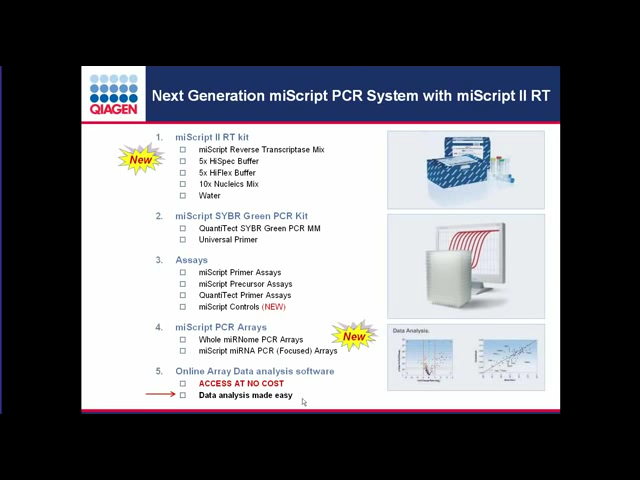 QIAGEN
Next Generation miScript PCR System with miScript II RT
1. miScript II RT kit
New
miScript Reverse Transcriptase Mix
5x HiSpec Buffer
5x HiFlex Buffer
10x Nucleics Mix
Water
2. miScript SYBR Green PCR Kit
QuantiTect SYBR Green PCR MM
Universal Primer
3. Assays
miScript Primer Assays
miScript Precursor Assays
QuantiTect Primer Assays
miScript Controls (NEW)
4. miScript PCR Arrays
New
Whole miRNome PCR Arrays
miScript miRNA PCR (Focused) Arrays
5. Online Array Data analysis software
ACCESS AT NO COST
Data analysis made easy
Data Analysis.